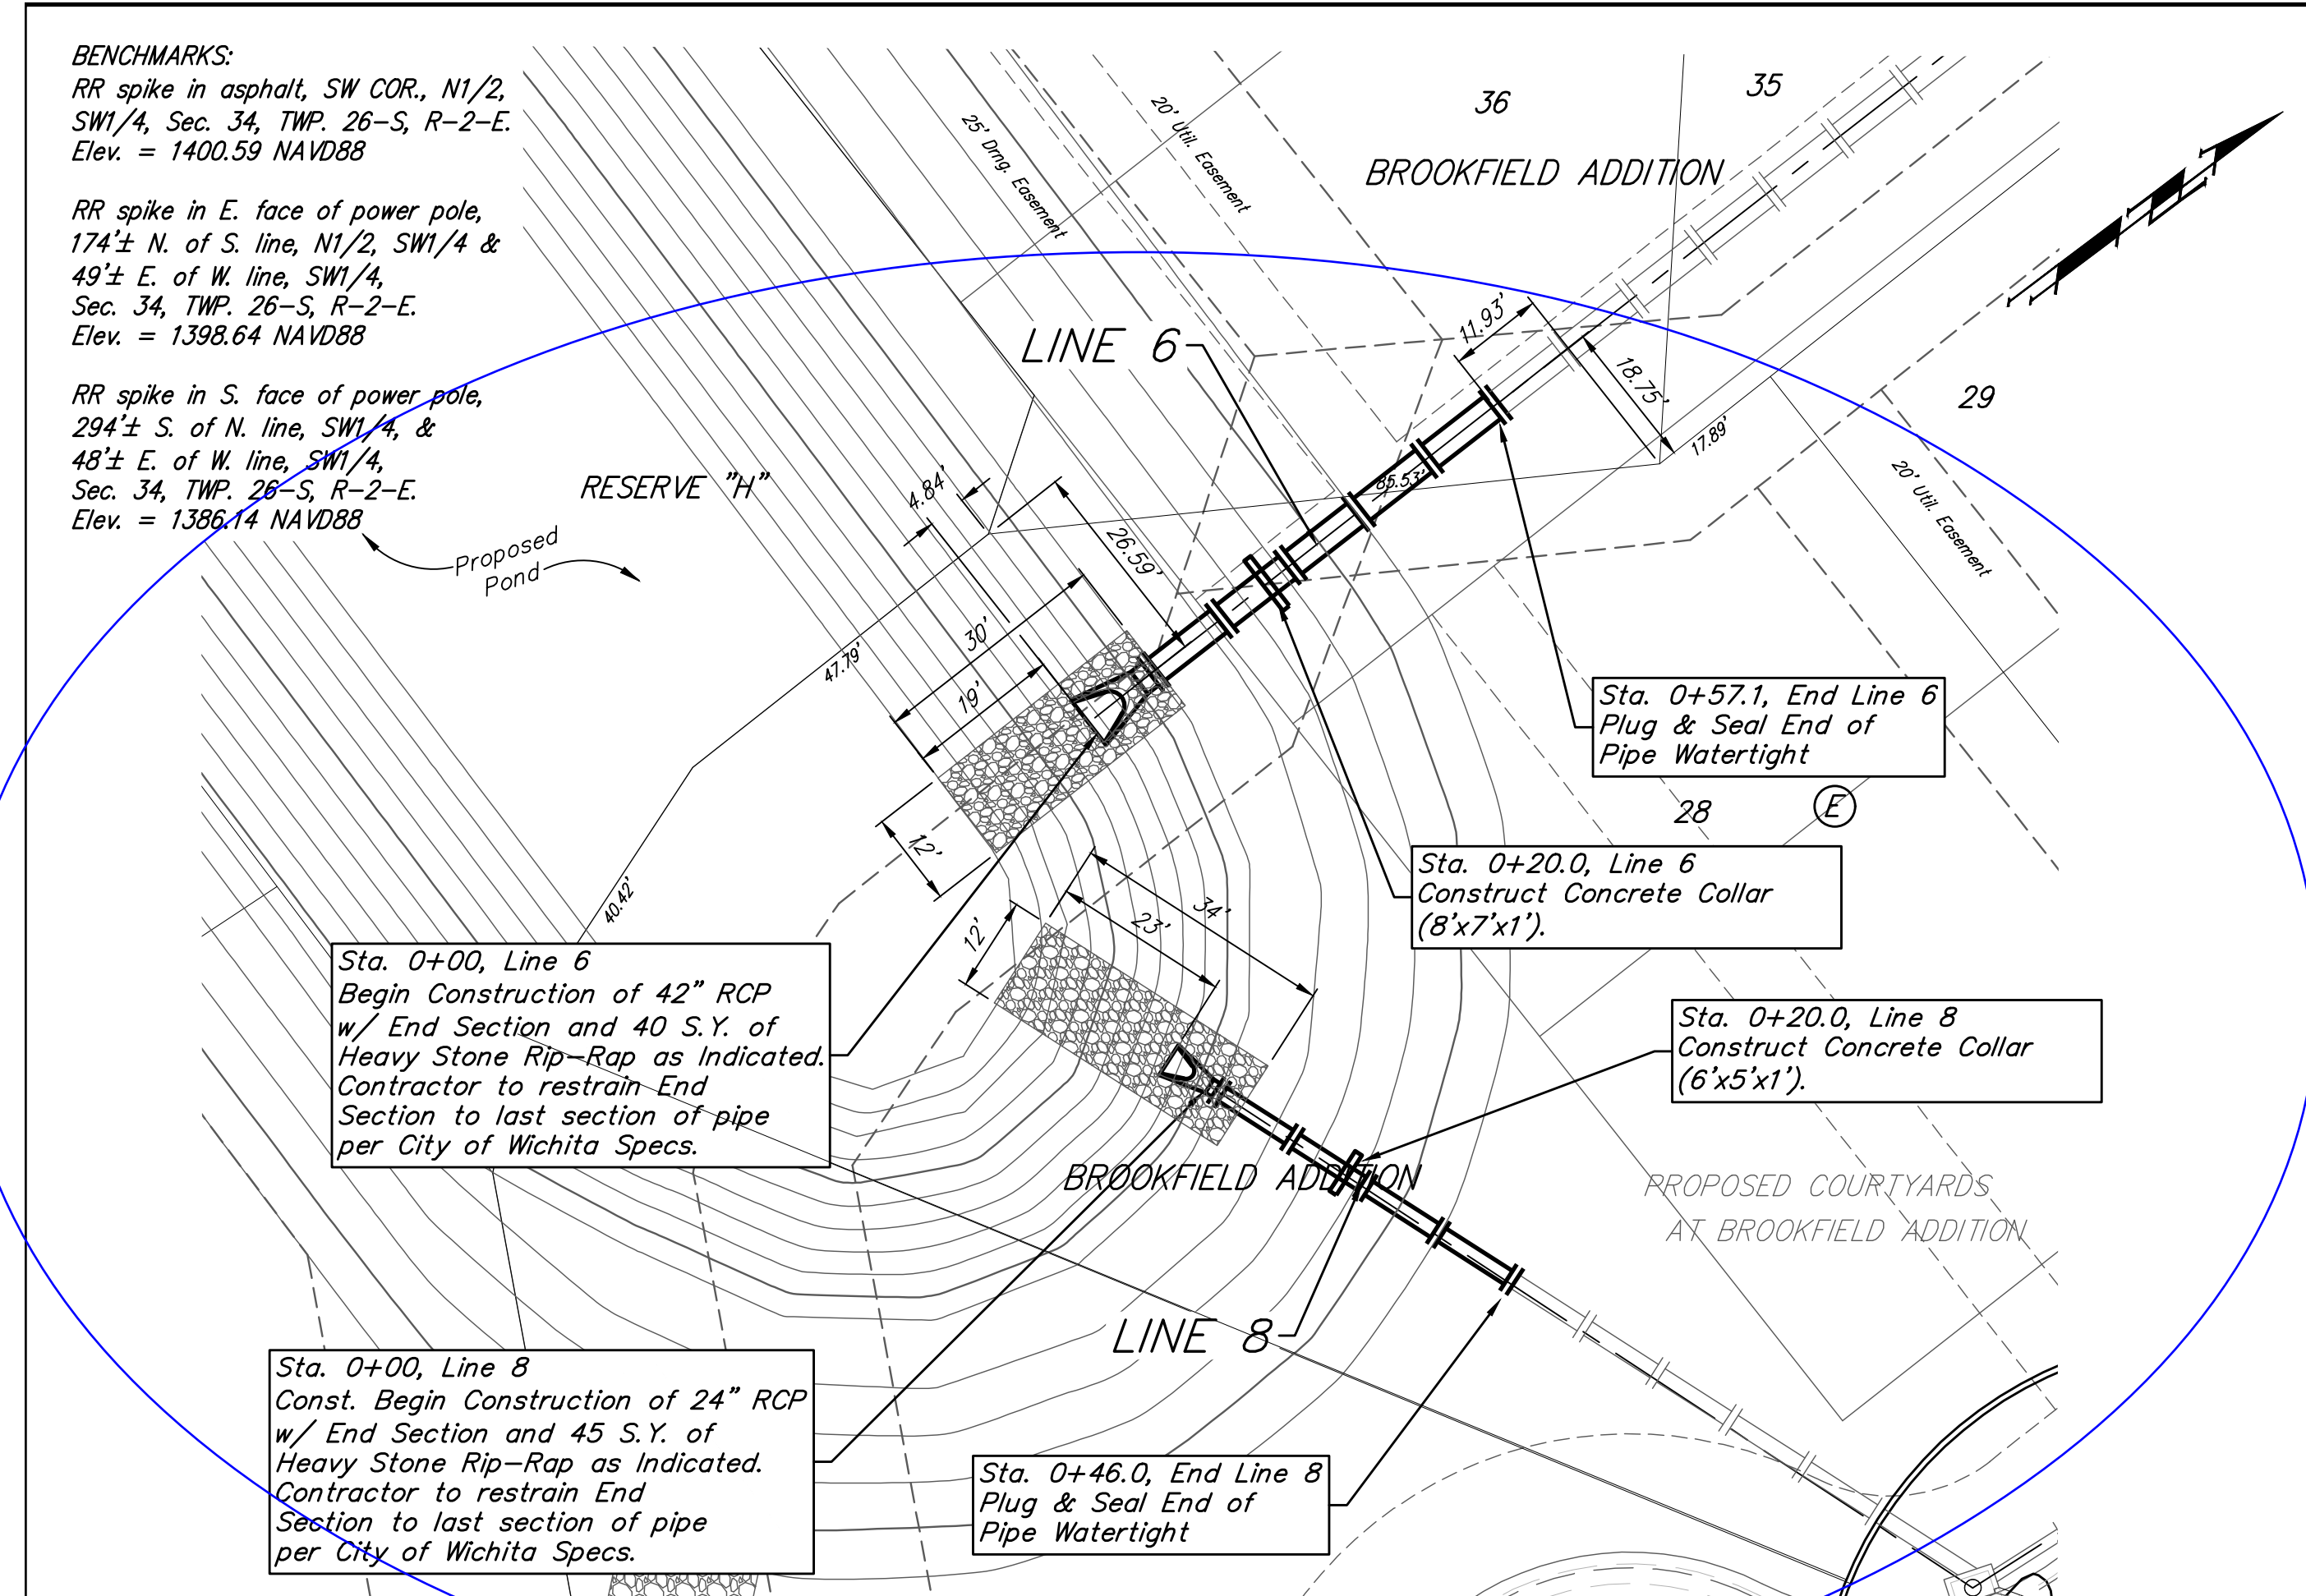 BENCHMARKS:
RR spike in asphalt, SW COR., N1/2,
SW1/4, Sec. 34, TWP. 26-S, R-2-E.
Elev. = 1400.59 NAVD88
RR spike in E. face of power pole,
174'± N. of S. line, N1/2, SW1/4 &
49'± E. of W. line, SW1/4,
Sec. 34, TWP. 26-S, R-2-E.
Elev. = 1398.64 NAVD88
RR spike in S. face of power pole,
294'± S. of N. line, SW1/4, &
48'± E. of W. line, SW1/4,
Sec. 34, TWP. 26-S, R-2-E.
Elev. = 1386.14 NAVD88
Proposed
Pond
RESERVE "H"
25' Drng. Easement
20' Util. Easement
36
35
BROOKFIELD ADDITION
LINE 6
11.93'
18.75'
17.89'
29
20' Util. Easement
85.53'
4.84'
26.59'
30'
19'
47.79'
12'
40.42'
Sta. 0+57.1, End Line 6
Plug & Seal End of
Pipe Watertight
28
E
Sta. 0+20.0, Line 6
Construct Concrete Collar
(8'x7'x1').
34'
23'
12'
Sta. 0+00, Line 6
Begin Construction of 42" RCP
w/ End Section and 40 S.Y. of
Heavy Stone Rip-Rap as Indicated.
Contractor to restrain End
Section to last section of pipe
per City of Wichita Specs.
Sta. 0+20.0, Line 8
Construct Concrete Collar
(6'x5'x1').
BROOKFIELD ADDITION
PROPOSED COURTYARDS
AT BROOKFIELD ADDITION
LINE 8
Sta. 0+00, Line 8
Const. Begin Construction of 24" RCP
w/ End Section and 45 S.Y. of
Heavy Stone Rip-Rap as Indicated.
Contractor to restrain End
Section to last section of pipe
per City of Wichita Specs.
Sta. 0+46.0, End Line 8
Plug & Seal End of
Pipe Watertight